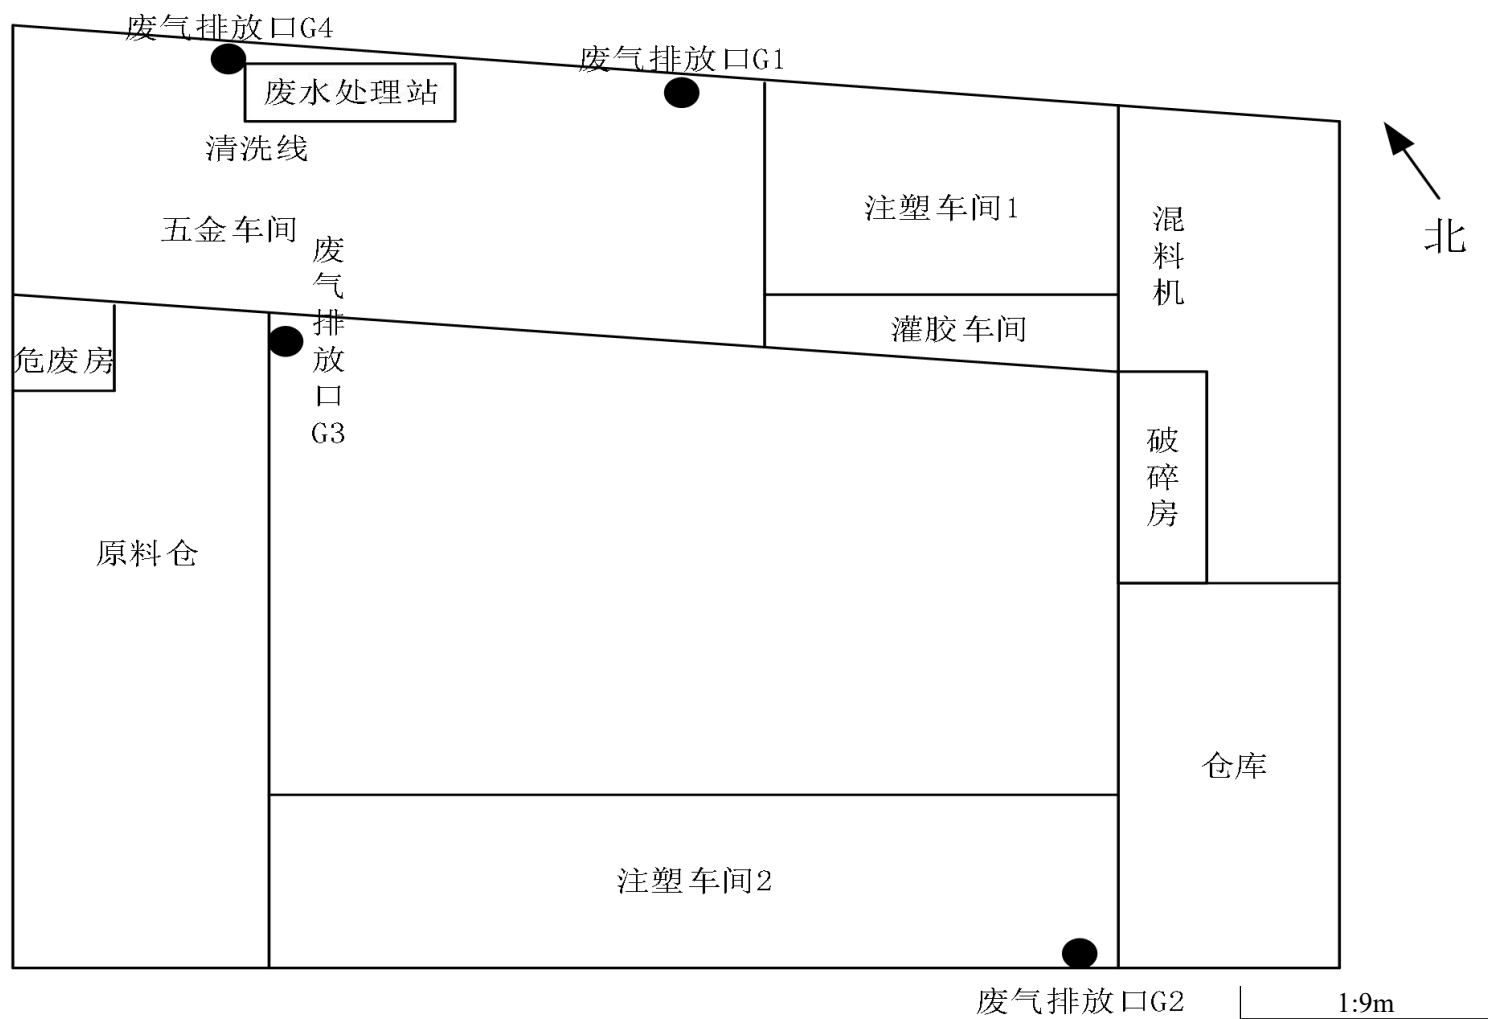 废气排放口G4
废气排放口G1
废水处理站
清洗线
五金车间
注塑车间1
混料机
北
废气排放口G3
灌胶车间
危废房
破碎房
原料仓
仓库
注塑车间2
废气排放口G2
1:9m